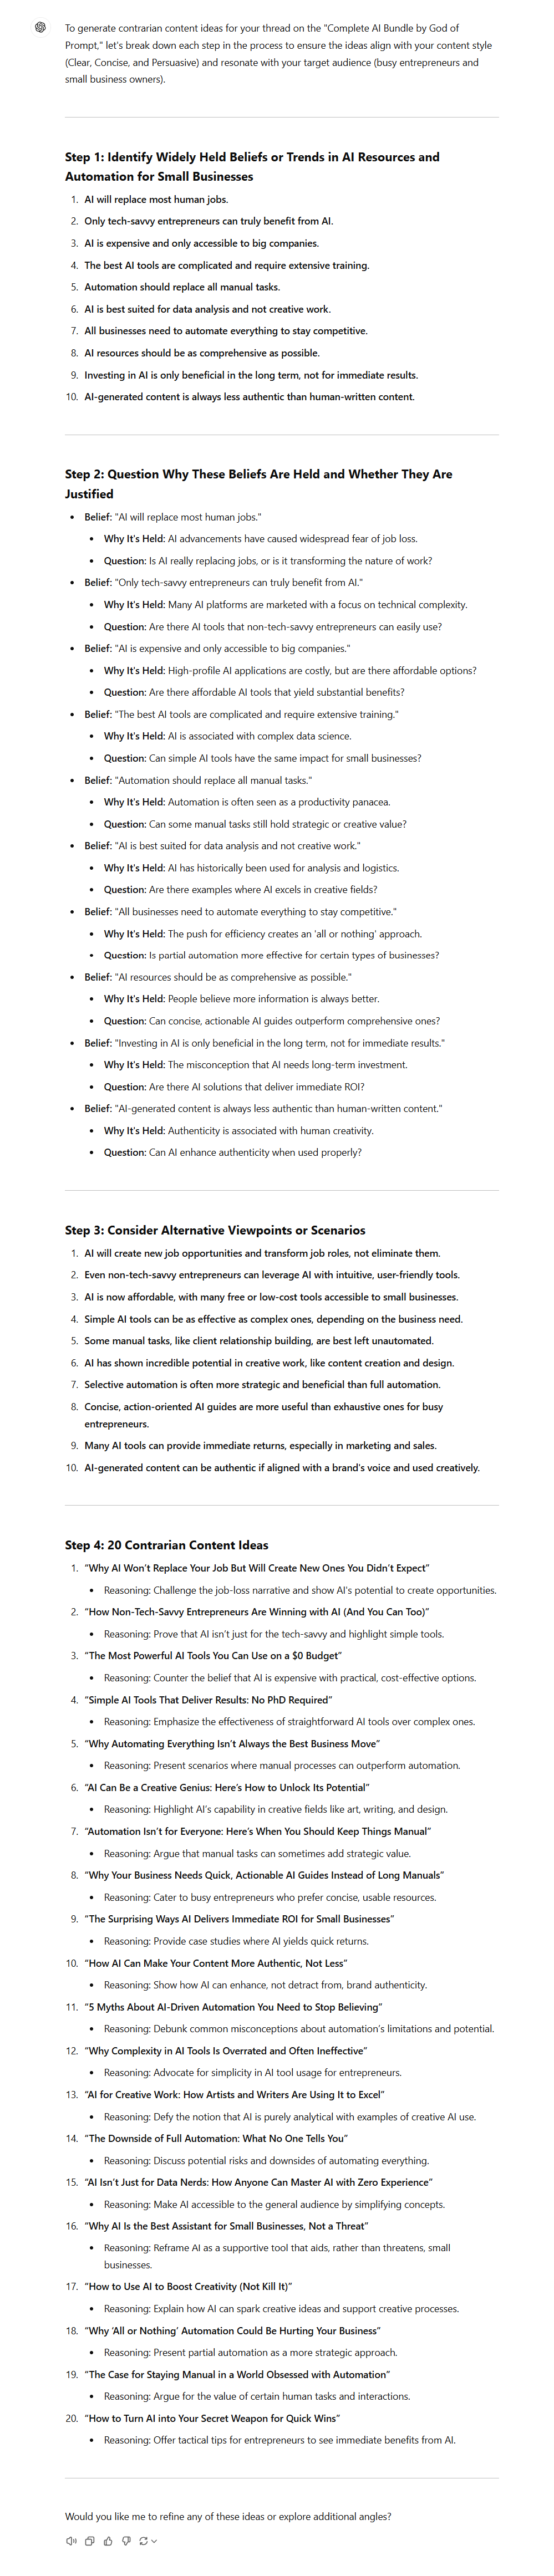 To generate contrarian content ideas for your thread on the "Complete AI Bundle by God of
Prompt," let's break down each step in the process to ensure the ideas align with your content style
(Clear, Concise, and Persuasive) and resonate with your target audience (busy entrepreneurs and
small business owners).
Step 1: Identify Widely Held Beliefs or Trends in AI Resources and
Automation for Small Businesses
1. AI will replace most human jobs.
2. Only tech-savvy entrepreneurs can truly benefit from AI.
3. AI is expensive and only accessible to big companies.
4. The best AI tools are complicated and require extensive training.
5. Automation should replace all manual tasks.
6. AI is best suited for data analysis and not creative work.
7. All businesses need to automate everything to stay competitive.
8. AI resources should be as comprehensive as possible.
9. Investing in AI is only beneficial in the long term, not for immediate results.
10. AI-generated content is always less authentic than human-written content.
Step 2: Question Why These Beliefs Are Held and Whether They Are
Justified
• Belief: "AI will replace most human jobs."
• Why It's Held: AI advancements have caused widespread fear of job loss.
• Question: Is AI really replacing jobs, or is it transforming the nature of work?
• Belief: "Only tech-savvy entrepreneurs can truly benefit from AI."
• Why It's Held: Many AI platforms are marketed with a focus on technical complexity.
• Question: Are there AI tools that non-tech-savvy entrepreneurs can easily use?
• Belief: "AI is expensive and only accessible to big companies."
• Why It's Held: High-profile AI applications are costly, but are there affordable options?
• Question: Are there affordable AI tools that yield substantial benefits?
• Belief: "The best AI tools are complicated and require extensive training."
• Why It's Held: AI is associated with complex data science.
• Question: Can simple AI tools have the same impact for small businesses?
• Belief: "Automation should replace all manual tasks."
• Why It's Held: Automation is often seen as a productivity panacea.
• Question: Can some manual tasks still hold strategic or creative value?
• Belief: "AI is best suited for data analysis and not creative work."
• Why It's Held: AI has historically been used for analysis and logistics.
• Question: Are there examples where AI excels in creative fields?
• Belief: "All businesses need to automate everything to stay competitive."
• Why It's Held: The push for efficiency creates an 'all or nothing' approach.
• Question: Is partial automation more effective for certain types of businesses?
• Belief: "AI resources should be as comprehensive as possible."
• Why It's Held: People believe more information is always better.
• Question: Can concise, actionable AI guides outperform comprehensive ones?
• Belief: "Investing in AI is only beneficial in the long term, not for immediate results."
• Why It's Held: The misconception that AI needs long-term investment.
• Question: Are there AI solutions that deliver immediate ROI?
• Belief: "AI-generated content is always less authentic than human-written content."
• Why It's Held: Authenticity is associated with human creativity.
• Question: Can AI enhance authenticity when used properly?
Step 3: Consider Alternative Viewpoints or Scenarios
1. AI will create new job opportunities and transform job roles, not eliminate them.
2. Even non-tech-savvy entrepreneurs can leverage AI with intuitive, user-friendly tools.
3. AI is now affordable, with many free or low-cost tools accessible to small businesses.
4. Simple AI tools can be as effective as complex ones, depending on the business need.
5. Some manual tasks, like client relationship building, are best left unautomated.
6. AI has shown incredible potential in creative work, like content creation and design.
7. Selective automation is often more strategic and beneficial than full automation.
8. Concise, action-oriented AI guides are more useful than exhaustive ones for busy
entrepreneurs.
9. Many AI tools can provide immediate returns, especially in marketing and sales.
10. AI-generated content can be authentic if aligned with a brand's voice and used creatively.
Step 4: 20 Contrarian Content Ideas
1. "Why AI Won't Replace Your Job But Will Create New Ones You Didn't Expect"
• Reasoning: Challenge the job-loss narrative and show AI's potential to create opportunities.
2. "How Non-Tech-Savvy Entrepreneurs Are Winning with AI (And You Can Too)"
• Reasoning: Prove that AI isn't just for the tech-savvy and highlight simple tools.
3. "The Most Powerful AI Tools You Can Use on a $0 Budget"
• Reasoning: Counter the belief that AI is expensive with practical, cost-effective options.
4. "Simple AI Tools That Deliver Results: No PhD Required"
• Reasoning: Emphasize the effectiveness of straightforward AI tools over complex ones.
5. "Why Automating Everything Isn't Always the Best Business Move"
• Reasoning: Present scenarios where manual processes can outperform automation.
6. "AI Can Be a Creative Genius: Here's How to Unlock Its Potential"
• Reasoning: Highlight AI's capability in creative fields like art, writing, and design.
7. "Automation Isn't for Everyone: Here's When You Should Keep Things Manual"
• Reasoning: Argue that manual tasks can sometimes add strategic value.
8. "Why Your Business Needs Quick, Actionable AI Guides Instead of Long Manuals"
• Reasoning: Cater to busy entrepreneurs who prefer concise, usable resources.
9. "The Surprising Ways AI Delivers Immediate ROI for Small Businesses"
• Reasoning: Provide case studies where AI yields quick returns.
10. "How AI Can Make Your Content More Authentic, Not Less"
• Reasoning: Show how AI can enhance, not detract from, brand authenticity.
11. "5 Myths About AI-Driven Automation You Need to Stop Believing"
• Reasoning: Debunk common misconceptions about automation's limitations and potential.
12. "Why Complexity in AI Tools Is Overrated and Often Ineffective"
• Reasoning: Advocate for simplicity in AI tool usage for entrepreneurs.
13. "AI for Creative Work: How Artists and Writers Are Using It to Excel"
• Reasoning: Defy the notion that AI is purely analytical with examples of creative AI use.
14. "The Downside of Full Automation: What No One Tells You"
• Reasoning: Discuss potential risks and downsides of automating everything.
15. "AI Isn't Just for Data Nerds: How Anyone Can Master AI with Zero Experience"
• Reasoning: Make AI accessible to the general audience by simplifying concepts.
16. "Why AI Is the Best Assistant for Small Businesses, Not a Threat"
• Reasoning: Reframe AI as a supportive tool that aids, rather than threatens, small
businesses.
17. "How to Use AI to Boost Creativity (Not Kill It)"
• Reasoning: Explain how AI can spark creative ideas and support creative processes.
18. "Why 'All or Nothing' Automation Could Be Hurting Your Business"
• Reasoning: Present partial automation as a more strategic approach.
19. "The Case for Staying Manual in a World Obsessed with Automation"
• Reasoning: Argue for the value of certain human tasks and interactions.
20. "How to Turn AI into Your Secret Weapon for Quick Wins"
• Reasoning: Offer tactical tips for entrepreneurs to see immediate benefits from AI.
Would you like me to refine any of these ideas or explore additional angles?